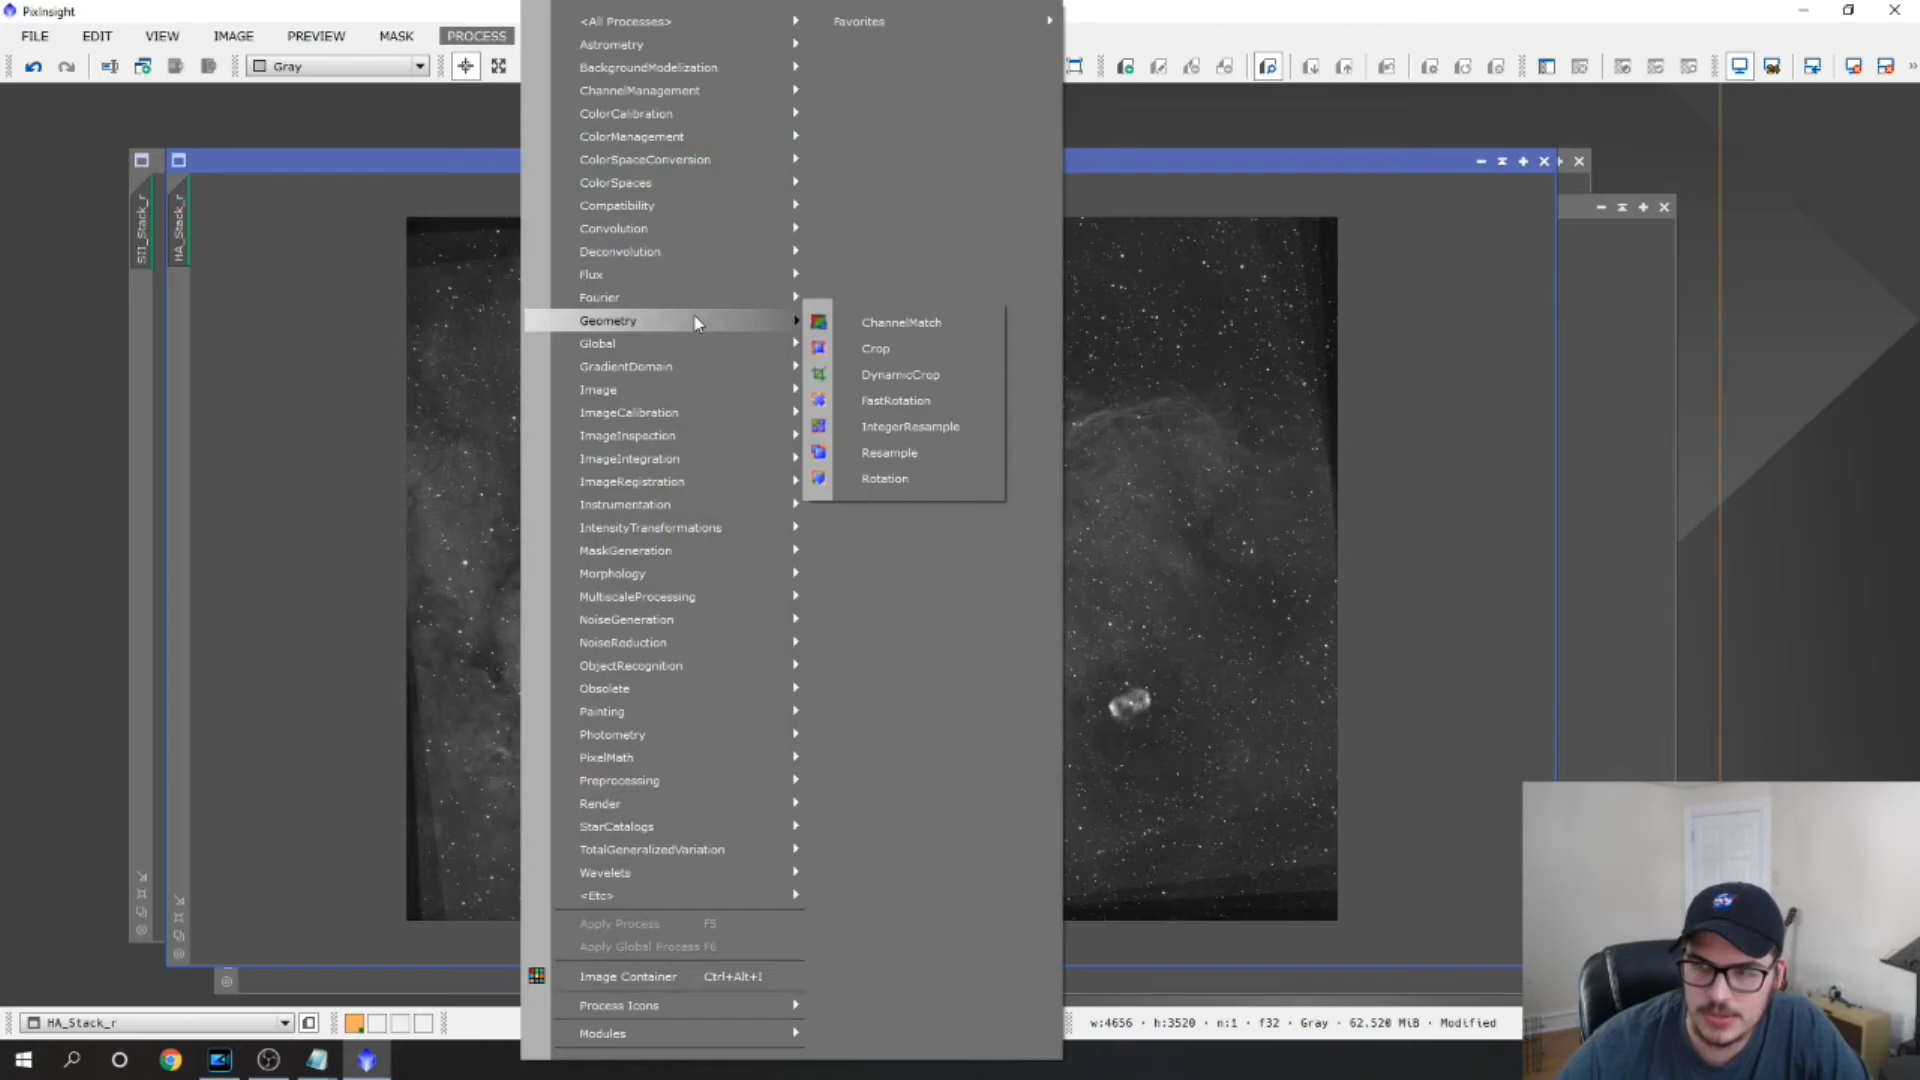 PixInsight
FILE EDIT VIEW IMAGE PREVIEW MASK PROCESS
Gray
<All Processes>
Astrometry
BackgroundModelization
ChannelManagement
ColorCalibration
ColorManagement
ColorSpaceConversion
ColorSpaces
Compatibility
Convolution
Deconvolution
Flux
Fourier
Geometry
Global
GradientDomain
Image
ImageCalibration
ImageInspection
ImageIntegration
ImageRegistration
Instrumentation
IntensityTransformations
MaskGeneration
Morphology
MultiscaleProcessing
NoiseGeneration
NoiseReduction
ObjectRecognition
Obsolete
Painting
Photometry
PixelMath
Preprocessing
Render
StarCatalogs
TotalGeneralizedVariation
Wavelets
<Etc>
Apply Process F5
Apply Global Process F6
Image Container Ctrl+Alt+I
Process Icons
Modules
Favorites
ChannelMatch
Crop
DynamicCrop
FastRotation
IntegerResample
Resample
Rotation
SII_Stack_r
HA_Stack_r
HA_Stack_r
w:4656 · h:3520 · n:1 · f32 · Gray · 62.520 MiB · Modified